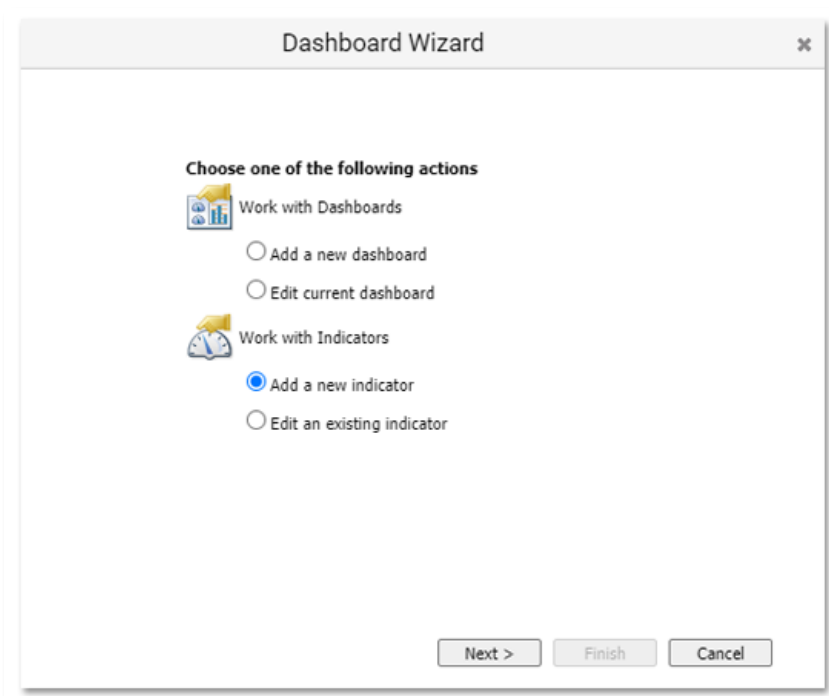 Dashboard Wizard
Choose one of the following actions
Work with Dashboards
Add a new dashboard
Edit current dashboard
Work with Indicators
Add a new indicator
Edit an existing indicator
Next > Finish Cancel